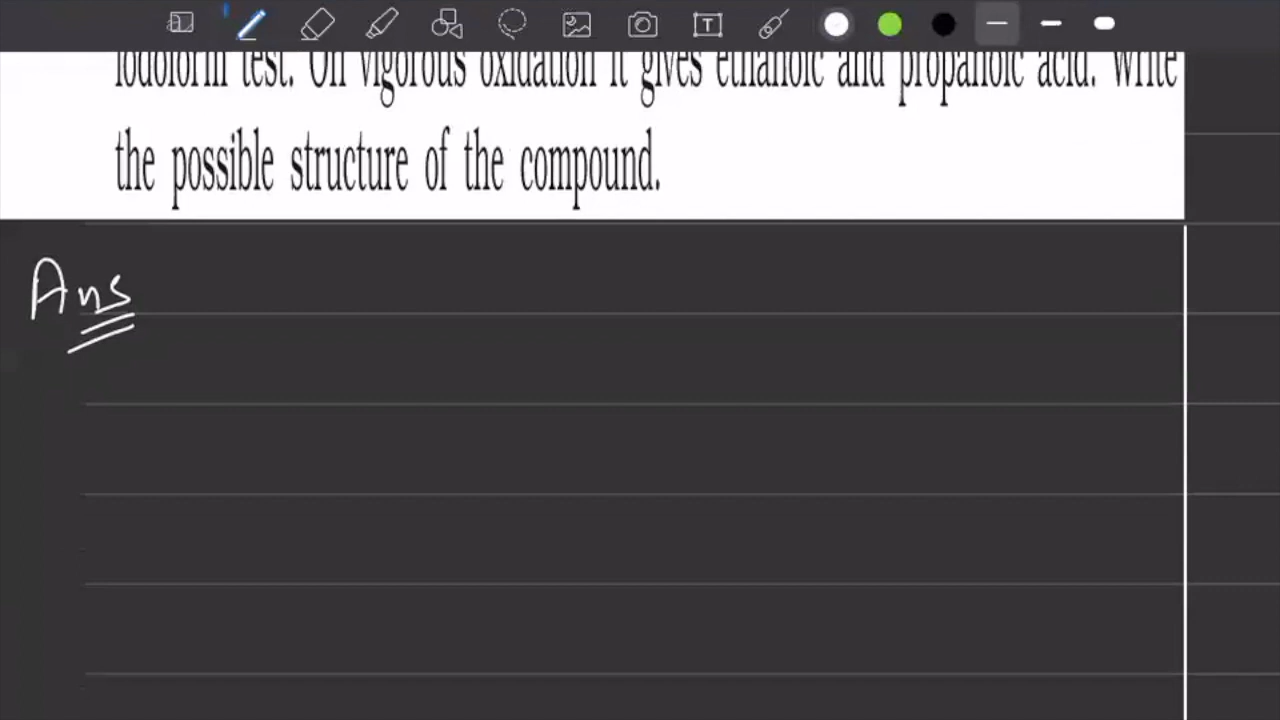 iodoform test. On vigorous oxidation it gives ethanoic and propanoic acid. Write
the possible structure of the compound.
Ans